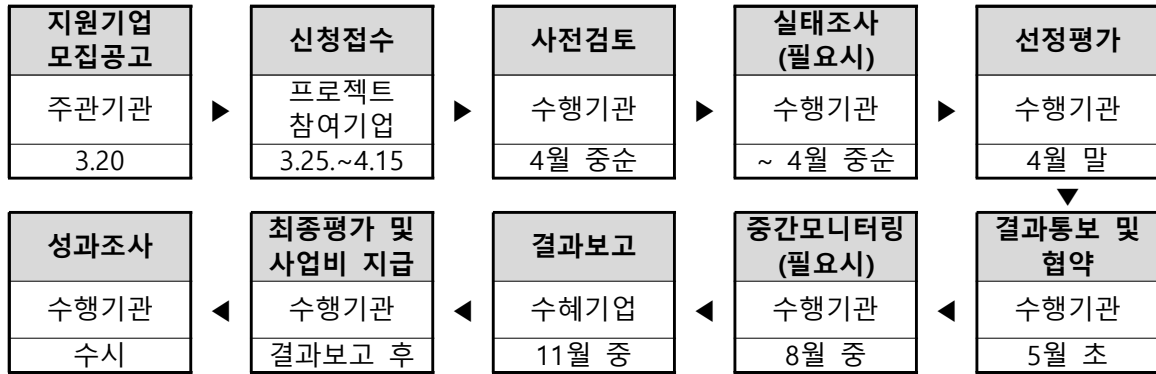 지원기업
모집공고
주관기관
3.20
▶
신청접수
프로젝트
참여기업
3.25.~4.15
▶
사전검토
수행기관
4월 중순
▶
실태조사
(필요시)
수행기관
~ 4월 중순
▶
선정평가
수행기관
4월 말
▼
결과통보 및
협약
수행기관
5월 초
◀
중간모니터링
(필요시)
수행기관
8월 중
◀
결과보고
수혜기업
11월 중
◀
최종평가 및
사업비 지급
수행기관
결과보고 후
◀
성과조사
수행기관
수시